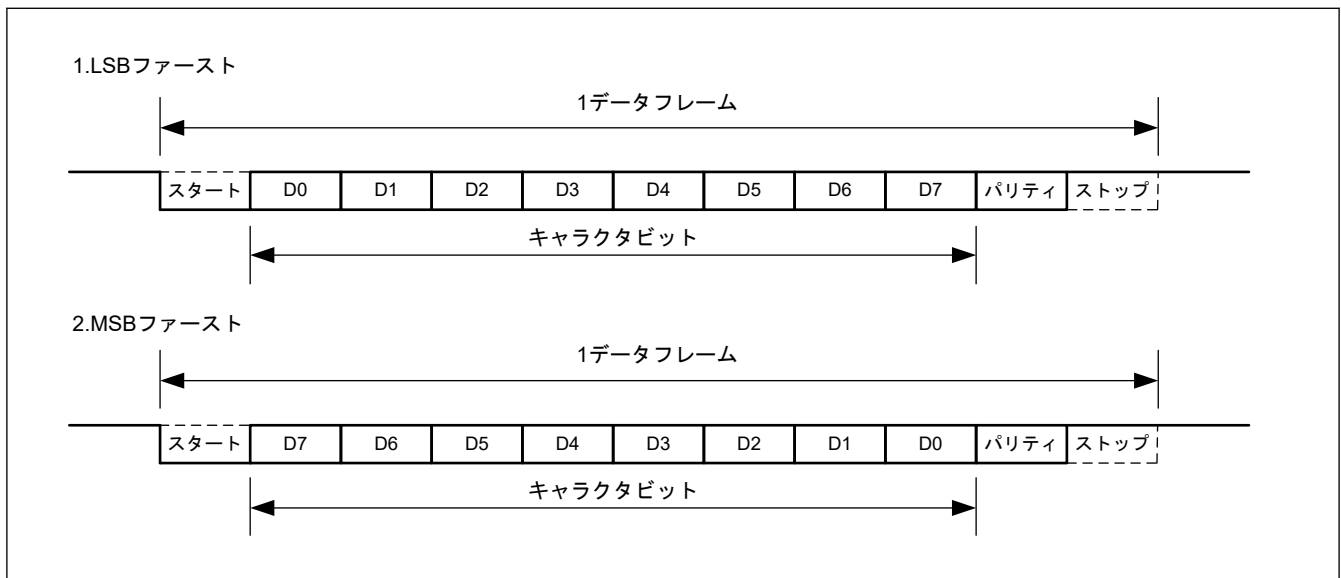 1.LSBファースト
1データフレーム
スタート D0 D1 D2 D3 D4 D5 D6 D7 パリティ ストップ
キャラクタビット
2.MSBファースト
1データフレーム
スタート D7 D6 D5 D4 D3 D2 D1 D0 パリティ ストップ
キャラクタビット